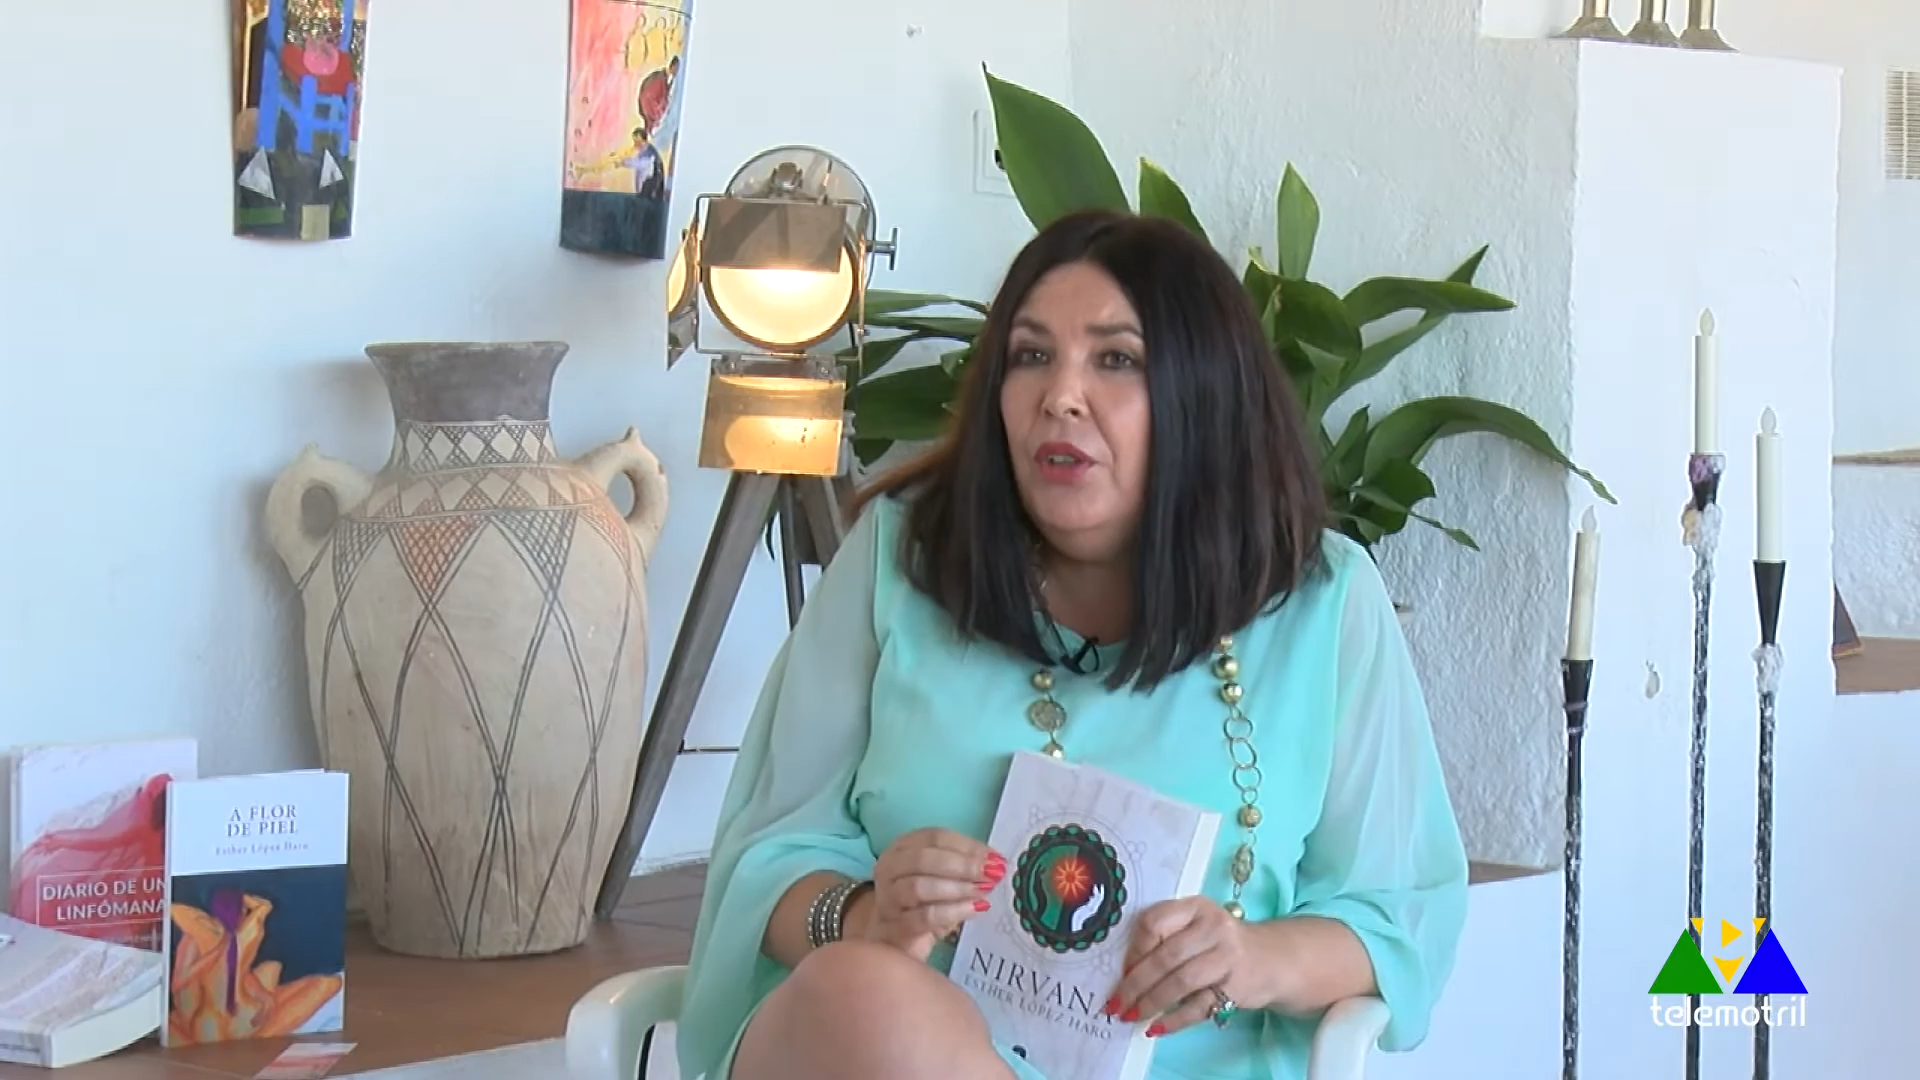 A FLOR
DE PIEL
Esther López Haro
DIARIO DE UN
LINFÓMANA
NIRVANA
ESTHER LÓPEZ HARO
telemotril